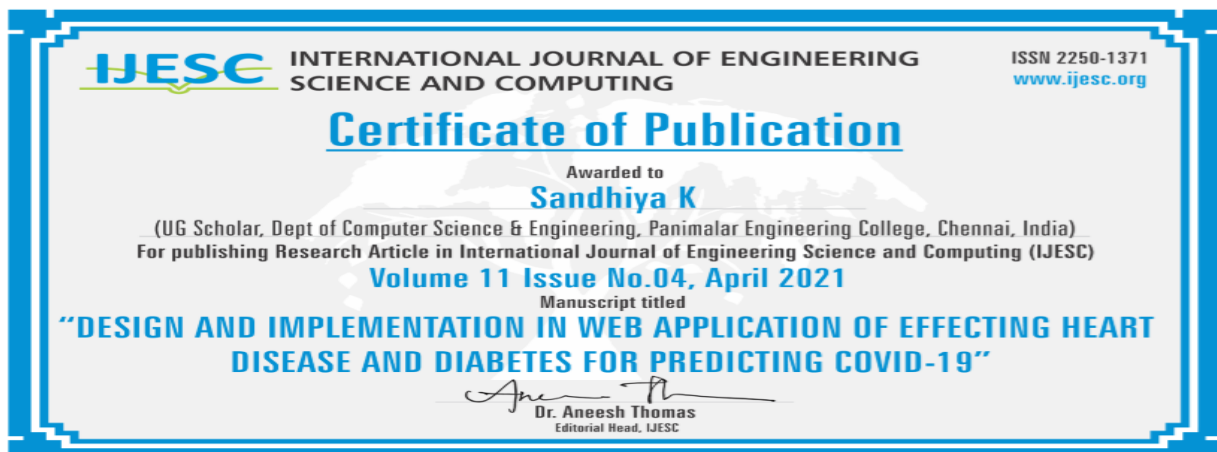 IJESC
INTERNATIONAL JOURNAL OF ENGINEERING
SCIENCE AND COMPUTING
ISSN 2250-1371
www.ijesc.org
Certificate of Publication
Awarded to
Sandhiya K
(UG Scholar, Dept of Computer Science & Engineering, Panimalar Engineering College, Chennai, India)
For publishing Research Article in International Journal of Engineering Science and Computing (IJESC)
Volume 11 Issue No.04, April 2021
Manuscript titled
“DESIGN AND IMPLEMENTATION IN WEB APPLICATION OF EFFECTING HEART
DISEASE AND DIABETES FOR PREDICTING COVID-19”
Dr. Aneesh Thomas
Editorial Head, IJESC